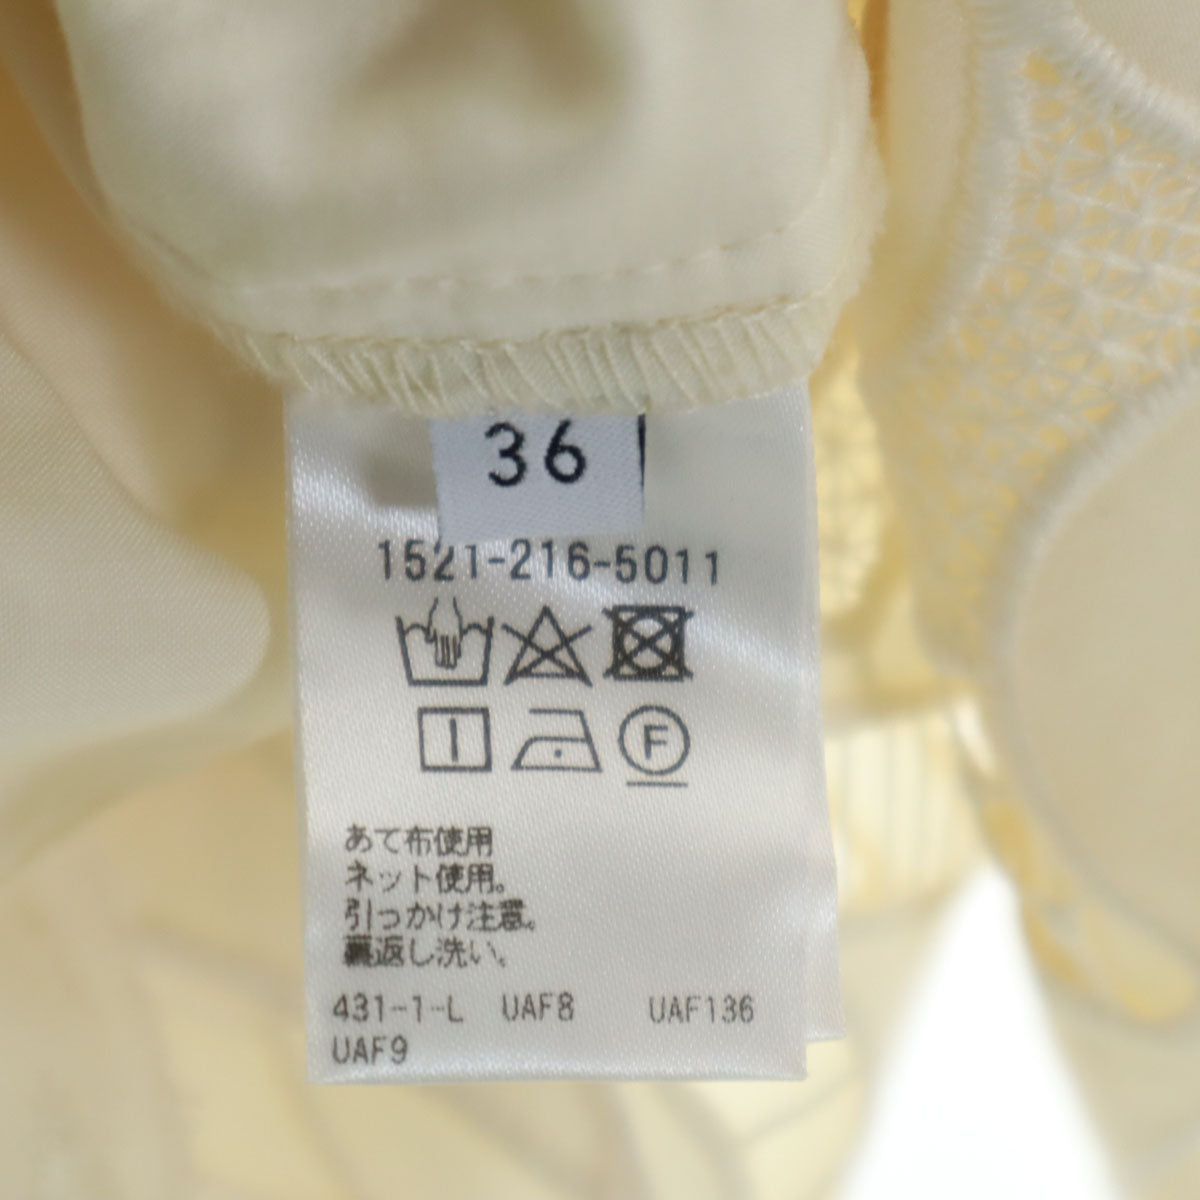 36
1521-216-5011
F
あて布使用
ネット使用。
引っかけ注意。
裏返し洗い。
431-1-L UAF8 UAF136
UAF9